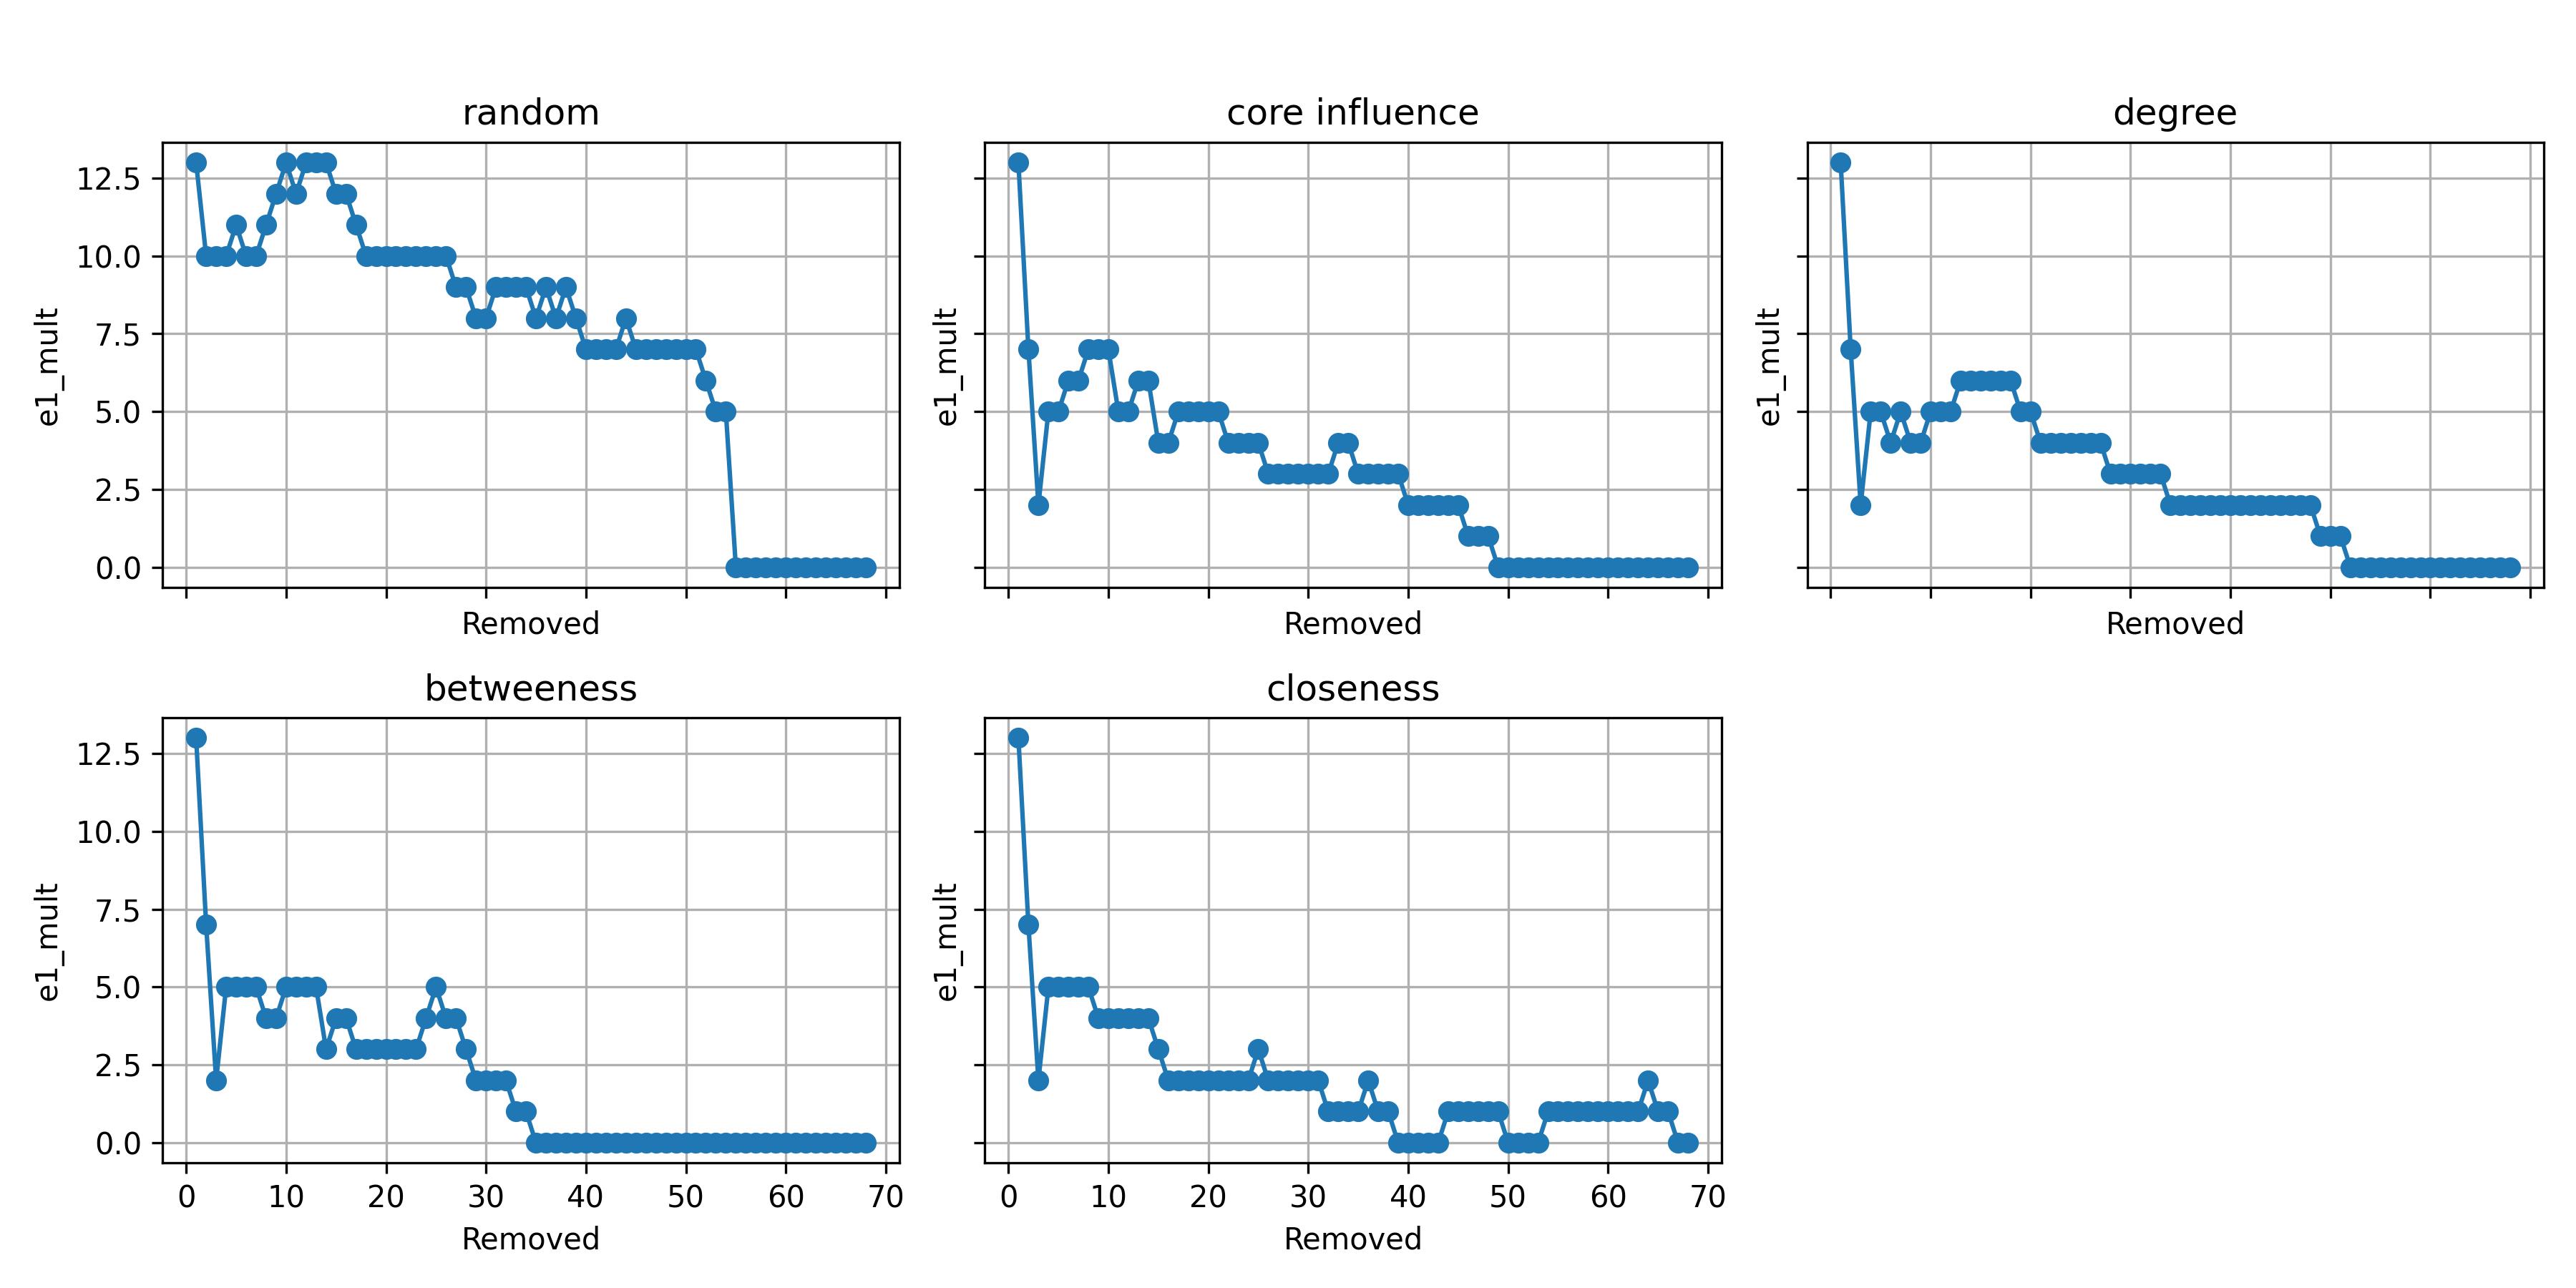 random
core influence
degree
12.5
10.0
7.5
5.0
2.5
0.0
e1_mult
e1_mult
e1_mult
Removed
Removed
Removed
betweeness
closeness
12.5
10.0
7.5
5.0
2.5
0.0
e1_mult
e1_mult
0 10 20 30 40 50 60 70
0 10 20 30 40 50 60 70
Removed
Removed